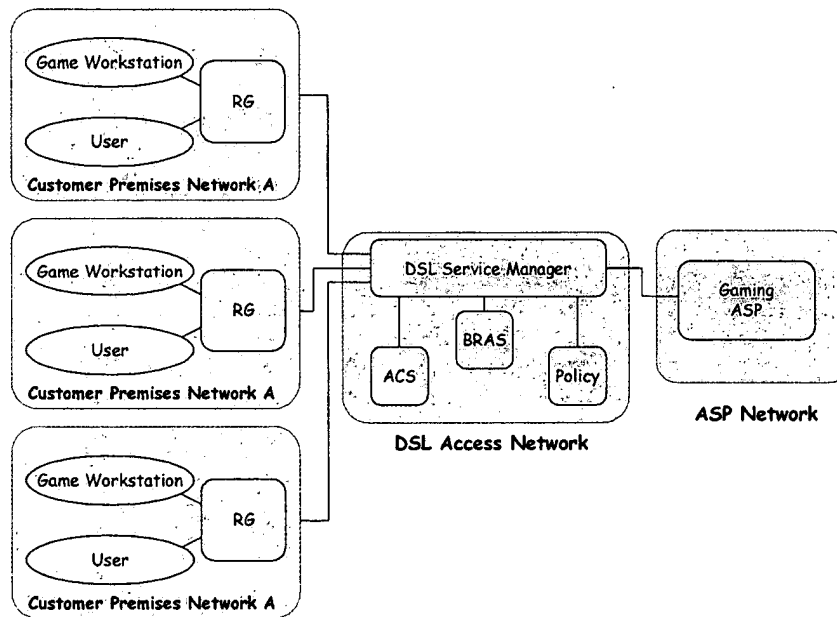 Game Workstation
RG
User
Customer Premises Network A
Game Workstation
RG
User
Customer Premises Network A
Game Workstation
RG
User
Customer Premises Network A
DSL Service Manager
ACS
BRAS
Policy
DSL Access Network
Gaming
ASP
ASP Network